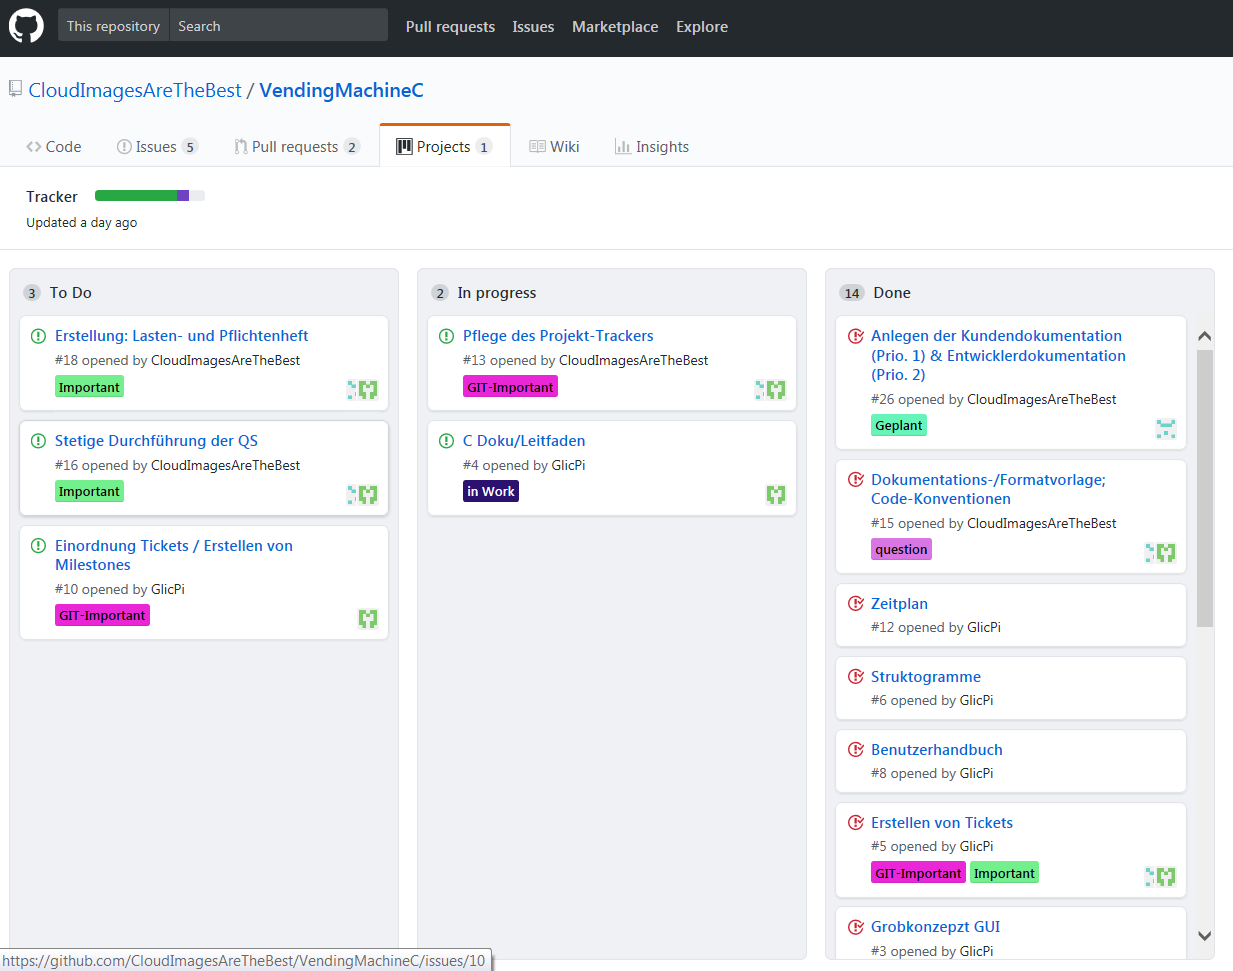 This repository Search Pull requests Issues Marketplace Explore
CloudImagesAreTheBest / VendingMachineC
Code Issues 5 Pull requests 2 Projects 1 Wiki Insights
Tracker
Updated a day ago
3 To Do
Erstellung: Lasten- und Pflichtenheft
#18 opened by CloudImagesAreTheBest
Important
Stetige Durchführung der QS
#16 opened by CloudImagesAreTheBest
Important
Einordnung Tickets / Erstellen von
Milestones
#10 opened by GlicPi
GIT-Important
2 In progress
Pflege des Projekt-Trackers
#13 opened by CloudImagesAreTheBest
GIT-Important
C Doku/Leitfaden
#4 opened by GlicPi
in Work
14 Done
Anlegen der Kundendokumentation
(Prio. 1) & Entwicklerdokumentation
(Prio. 2)
#26 opened by CloudImagesAreTheBest
Geplant
Dokumentations-/Formatvorlage;
Code-Konventionen
#15 opened by CloudImagesAreTheBest
question
Zeitplan
#12 opened by GlicPi
Struktogramme
#6 opened by GlicPi
Benutzerhandbuch
#8 opened by GlicPi
Erstellen von Tickets
#5 opened by GlicPi
GIT-Important Important
Grobkonzepzt GUI
#3 opened by GlicPi
https://github.com/CloudImagesAreTheBest/VendingMachineC/issues/10